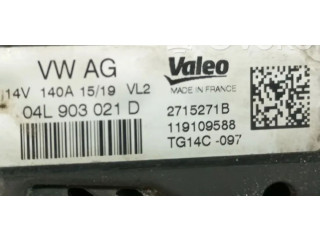 VW AG
14V 140A 15/19 VL2
04L 903 021 D
Valeo
MADE IN FRANCE
2715271B
119109588
TG14C -097